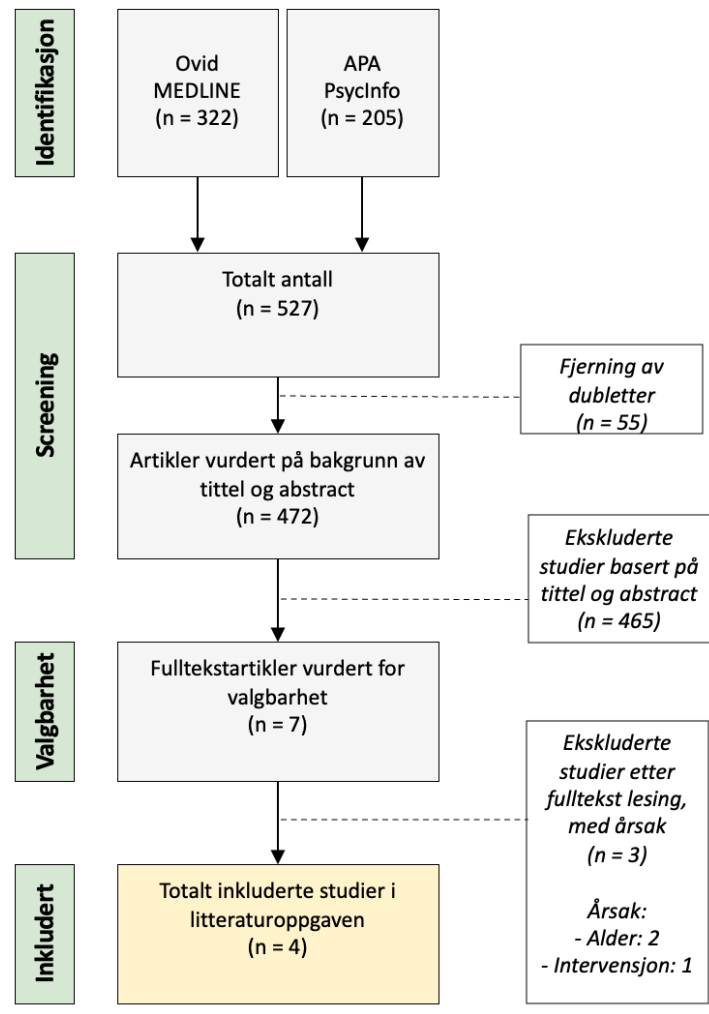 Identifikasjon
Ovid
MEDLINE
(n = 322)
APA
PsycInfo
(n = 205)
Screening
Totalt antall
(n = 527)
Fjerning av
dubletter
(n = 55)
Artikler vurdert på bakgrunn av
tittel og abstract
(n = 472)
Ekskluderte
studier basert på
tittel og abstract
(n = 465)
Valgbarhet
Fulltekstartikler vurdert for
valgbarhet
(n = 7)
Ekskluderte
studier etter
fulltekst lesing,
med årsak
(n = 3)
Årsak:
- Alder: 2
- Intervensjon: 1
Inkludert
Totalt inkluderte studier i
litteraturoppgaven
(n = 4)